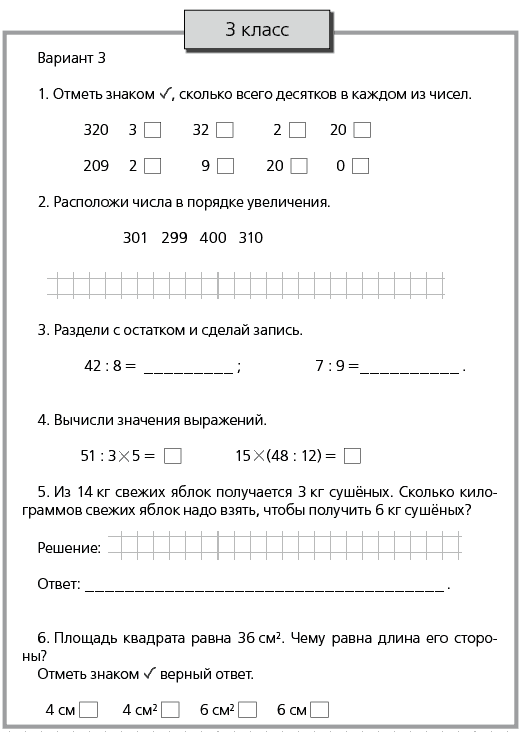 3 класс
Вариант 3
1. Отметь знаком ✓, сколько всего десятков в каждом из чисел.
320 3 □ 32 □ 2 □ 20 □
209 2 □ 9 □ 20 □ 0 □
2. Расположи числа в порядке увеличения.
301 299 400 310
3. Раздели с остатком и сделай запись.
42 : 8 = _________ ; 7 : 9 =__________ .
4. Вычисли значения выражений.
51 : 3×5 = □ 15×(48 : 12) = □
5. Из 14 кг свежих яблок получается 3 кг сушёных. Сколько кило-
граммов свежих яблок надо взять, чтобы получить 6 кг сушёных?
Решение:
Ответ: ____________________________________ .
6. Площадь квадрата равна 36 см². Чему равна длина его сторо-
ны?
Отметь знаком ✓ верный ответ.
4 см □ 4 см² □ 6 см² □ 6 см □